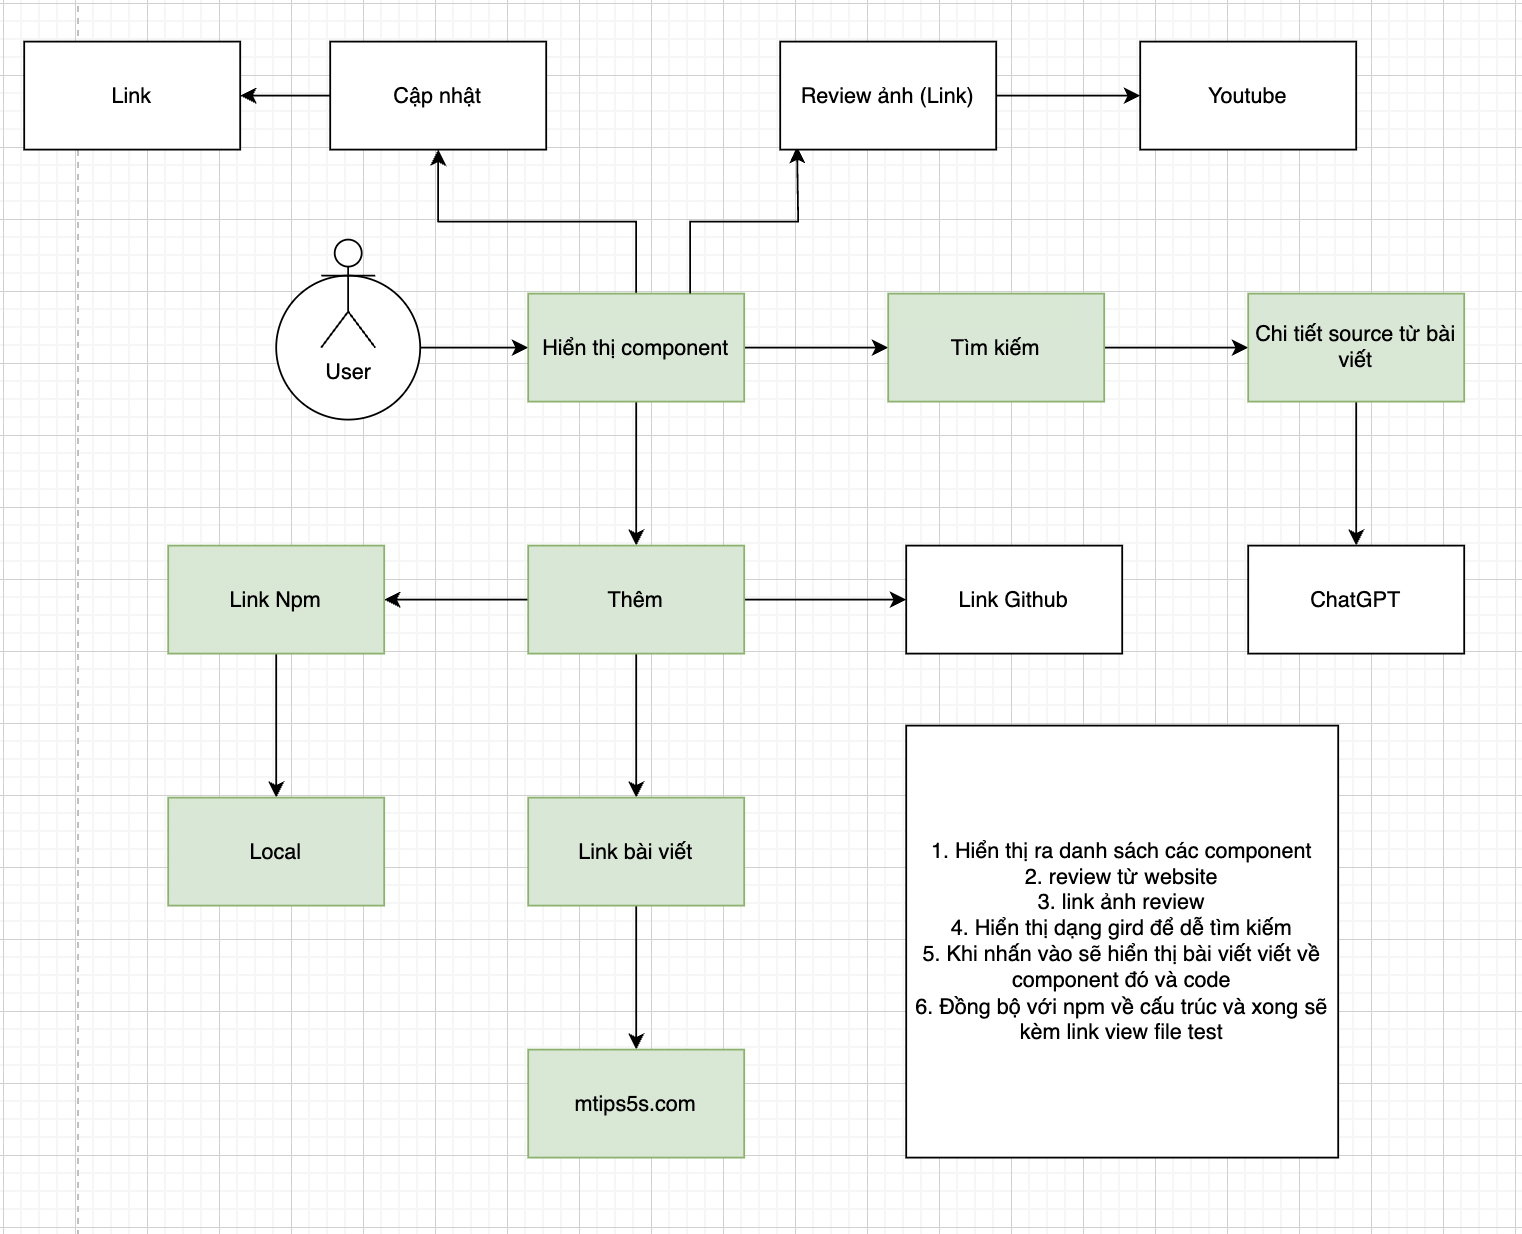 Link
Cập nhật
Review ảnh (Link)
Youtube
User
Hiển thị component
Tìm kiếm
Chi tiết source từ bài
viết
Link Npm
Thêm
Link Github
ChatGPT
Local
Link bài viết
1. Hiển thị ra danh sách các component
2. review từ website
3. link ảnh review
4. Hiển thị dạng gird để dễ tìm kiếm
5. Khi nhấn vào sẽ hiển thị bài viết viết về
component đó và code
6. Đồng bộ với npm về cấu trúc và xong sẽ
kèm link view file test
mtips5s.com